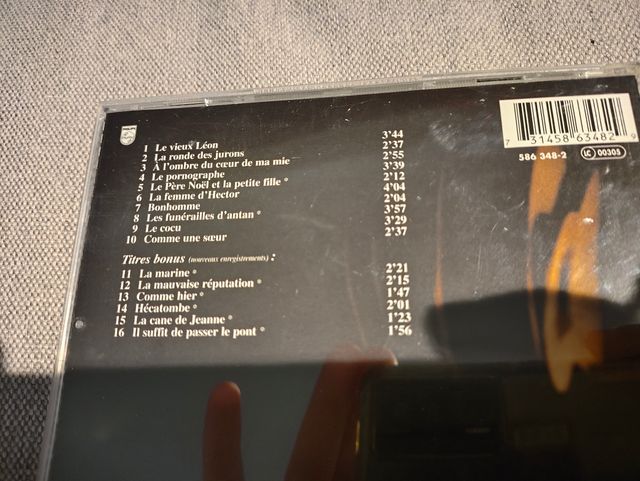 PHILIPS
1 Le vieux Léon 3'44
2 La ronde des jurons 2'37
3 À l'ombre du cœur de ma mie 2'55
4 Le pornographe 3'39
5 Le Père Noël et la petite fille * 2'12
6 La femme d'Hector 4'04
7 Bonhomme 2'04
8 Les funérailles d'antan * 3'57
9 Le cocu 3'29
10 Comme une sœur 2'37
Titres bonus (nouveaux enregistrements) :
11 La marine * 2'21
12 La mauvaise réputation * 2'15
13 Comme hier * 1'47
14 Hécatombe * 2'01
15 La cane de Jeanne * 1'23
16 Il suffit de passer le pont * 1'56
7 31458 63482
586 348-2 LC 00305